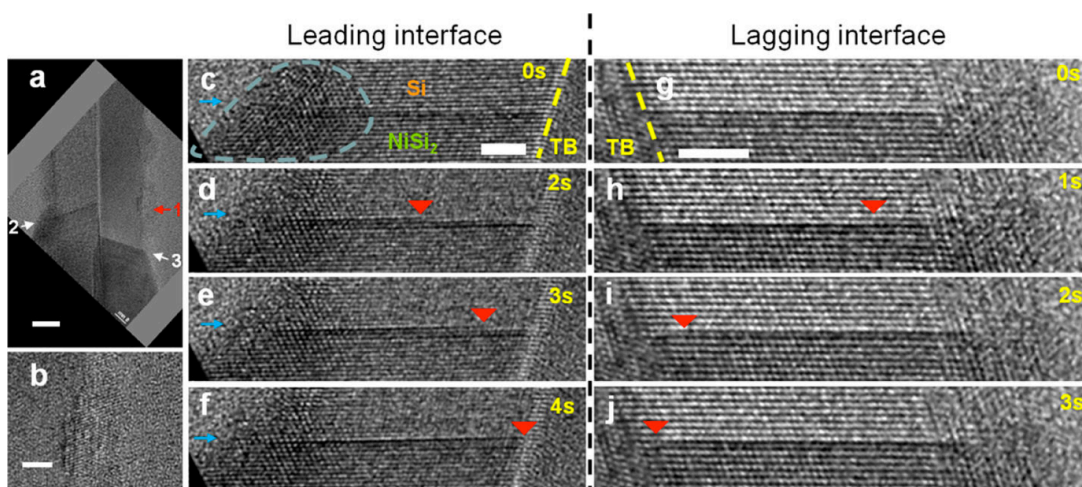 Leading interface
Lagging interface
a
1
2
3
b
c
0s
Si
NiSi₂
TB
g
0s
TB
d
2s
h
1s
e
3s
i
2s
f
4s
j
3s